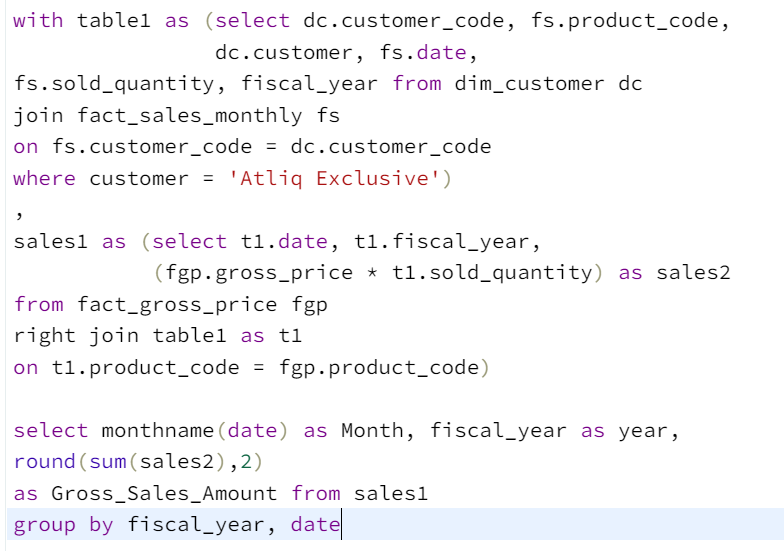 with table1 as (select dc.customer_code, fs.product_code,
dc.customer, fs.date,
fs.sold_quantity, fiscal_year from dim_customer dc
join fact_sales_monthly fs
on fs.customer_code = dc.customer_code
where customer = 'Atliq Exclusive')
,
sales1 as (select t1.date, t1.fiscal_year,
(fgp.gross_price * t1.sold_quantity) as sales2
from fact_gross_price fgp
right join table1 as t1
on t1.product_code = fgp.product_code)
select monthname(date) as Month, fiscal_year as year,
round(sum(sales2),2)
as Gross_Sales_Amount from sales1
group by fiscal_year, date